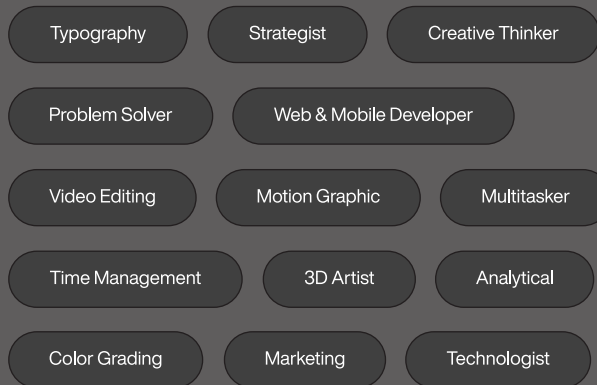 Typography Strategist Creative Thinker
Problem Solver Web & Mobile Developer
Video Editing Motion Graphic Multitasker
Time Management 3D Artist Analytical
Color Grading Marketing Technologist